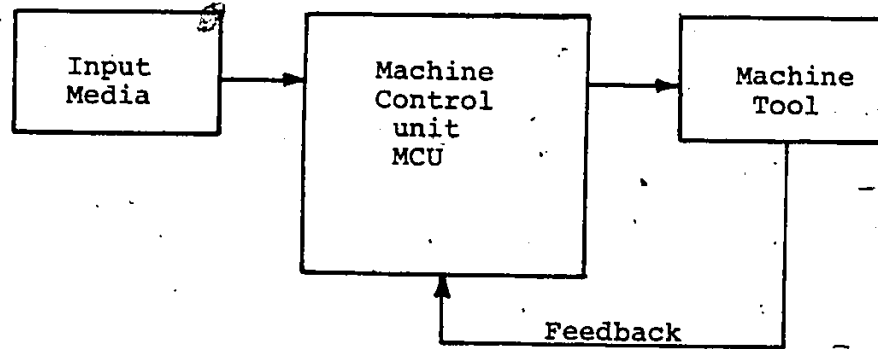 Input
Media
Machine
Control
unit
MCU
Machine
Tool
Feedback